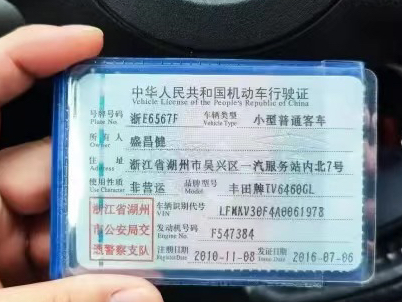 中华人民共和国机动车行驶证
Vehicle License of the People's Republic of China
号牌号码 Plate No. 浙E6567F 车辆类型 Vehicle Type 小型普通客车
所有人 Owner 盛昌健
住址 Address 浙江省湖州市吴兴区一汽服务站内北7号
使用性质 Use Character 非营运 品牌型号 Model 丰田牌TV6460GL
浙江省湖州 车辆识别代号 VIN LFMKV30F4A0061978
市公安局交 发动机号码 Engine No. F547384
通警察支队 注册日期 Register Date 2010-11-08 发证日期 Issue Date 2016-07-06